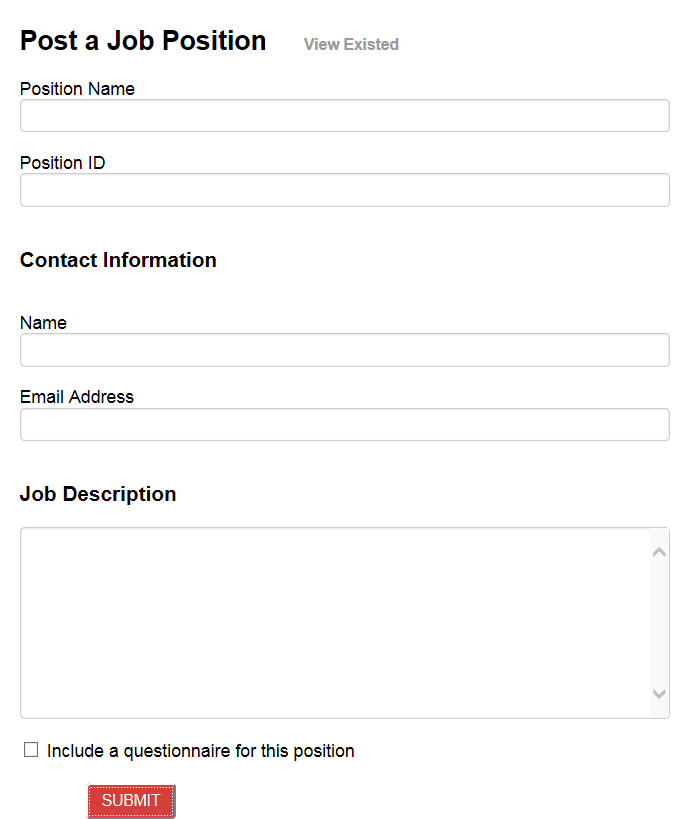 Post a Job Position View Existed
Position Name
Position ID
Contact Information
Name
Email Address
Job Description
Include a questionnaire for this position
SUBMIT